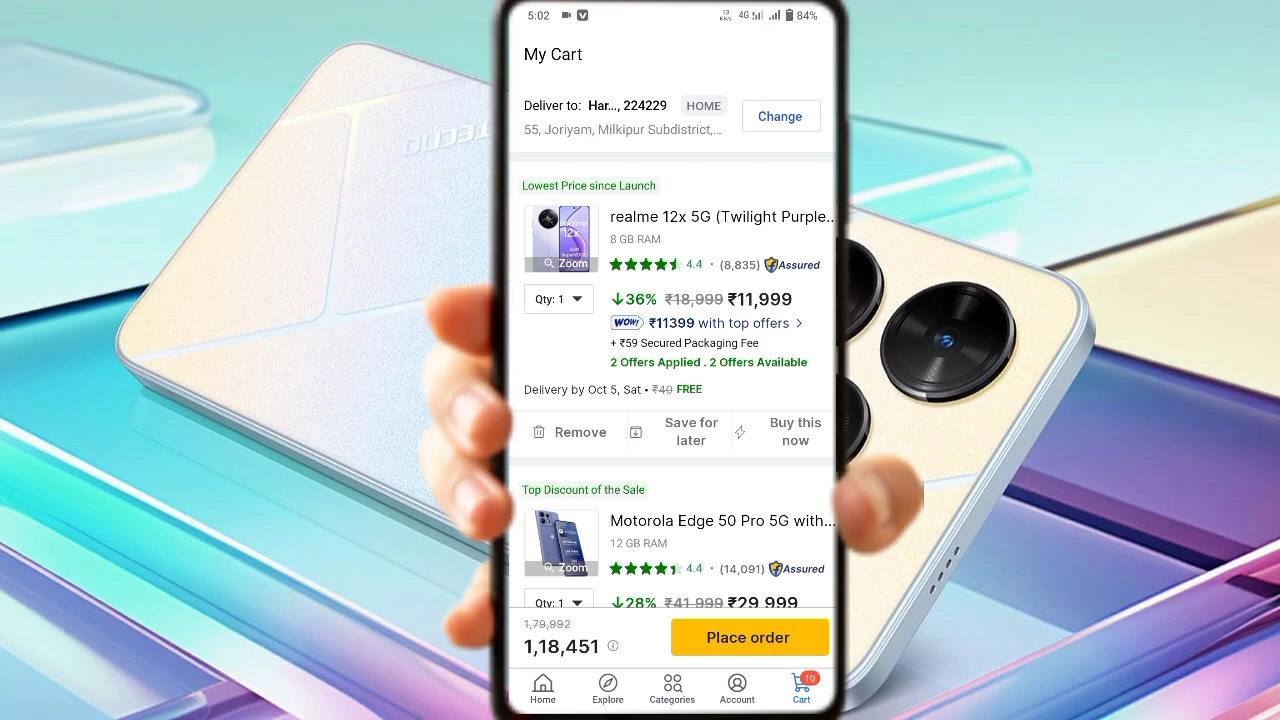 5:02
13 KB/s 4G 84%
My Cart
Deliver to: Har..., 224229 HOME
Change
55, Joriyam, Milkipur Subdistrict,...
Lowest Price since Launch
realme 12x 5G (Twilight Purple...
8 GB RAM
12x
Zoom
4.4 • (8,835) Assured
Qty: 1
↓36% ₹18,999 ₹11,999
WOW! ₹11399 with top offers >
+ ₹59 Secured Packaging Fee
2 Offers Applied . 2 Offers Available
Delivery by Oct 5, Sat • ₹40 FREE
Remove
Save for later
Buy this now
Top Discount of the Sale
Motorola Edge 50 Pro 5G with...
12 GB RAM
Zoom
4.4 • (14,091) Assured
Qty: 1
↓28% ₹41,999 ₹29,999
1,79,992
1,18,451
Place order
Home
Explore
Categories
Account
10
Cart
TECNO